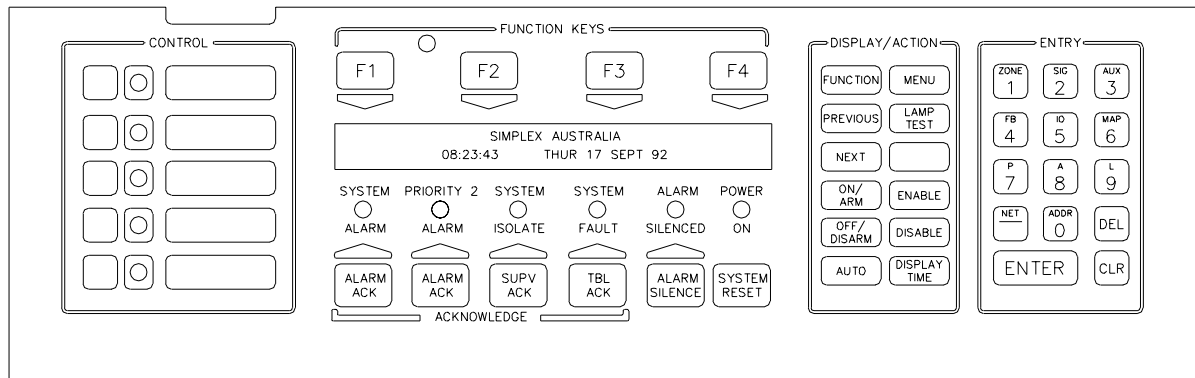 CONTROL
FUNCTION KEYS
F1 F2 F3 F4
SIMPLEX AUSTRALIA
08:23:43 THUR 17 SEPT 92
SYSTEM ALARM
PRIORITY 2 ALARM
SYSTEM ISOLATE
SYSTEM FAULT
ALARM SILENCED
POWER ON
ALARM ACK
ALARM ACK
SUPV ACK
TBL ACK
ALARM SILENCE
SYSTEM RESET
ACKNOWLEDGE
DISPLAY/ACTION
FUNCTION MENU
PREVIOUS LAMP TEST
NEXT
ON/ARM ENABLE
OFF/DISARM DISABLE
AUTO DISPLAY TIME
ENTRY
ZONE 1 SIG 2 AUX 3
FB 4 IO 5 MAP 6
P 7 A 8 L 9
NET ADDR 0 DEL
ENTER CLR